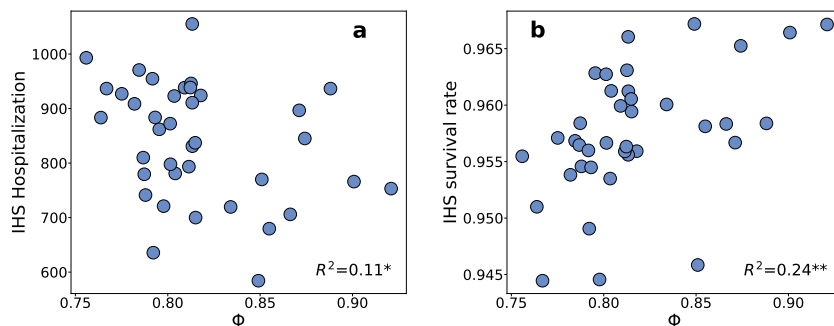 a
1000
900
800
700
600
IHS Hospitalization
R²=0.11*
0.75 0.80 0.85 0.90
Φ
b
0.965
0.960
0.955
0.950
0.945
IHS survival rate
R²=0.24**
0.75 0.80 0.85 0.90
Φ